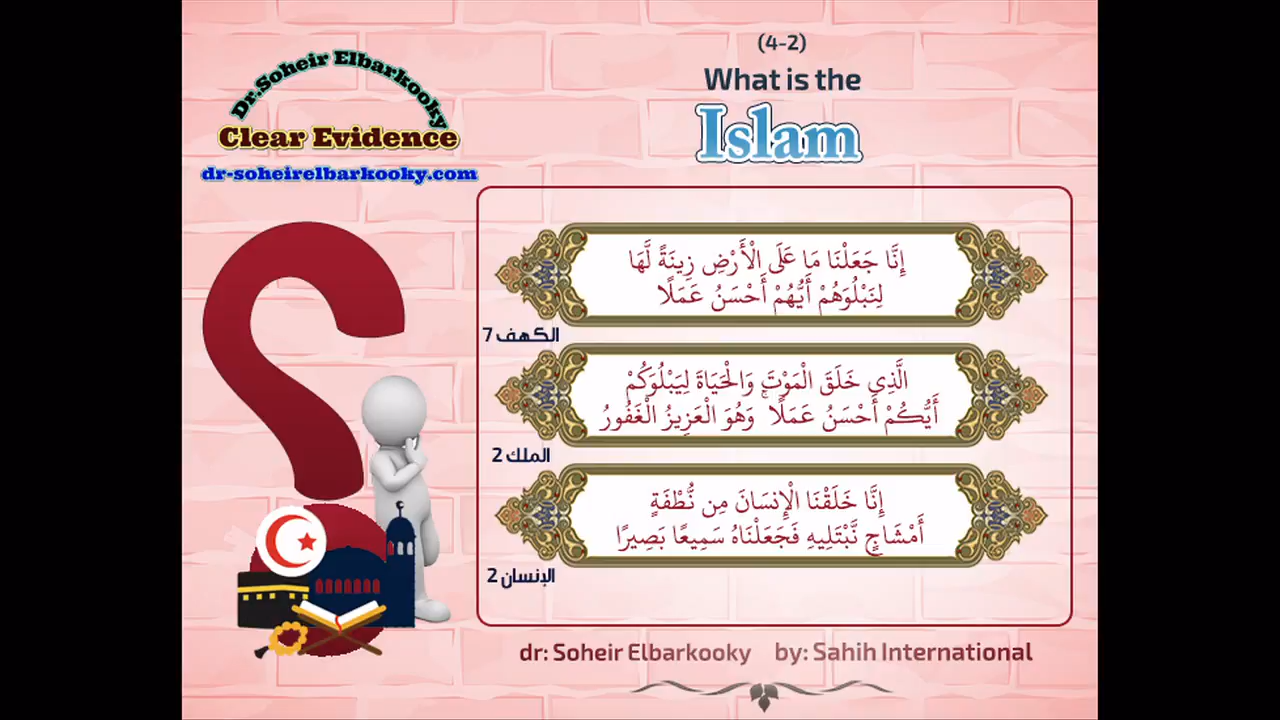 (4-2)
What is the
Islam
Dr.Soheir Elbarkooky
Clear Evidence
dr-soheirelbarkooky.com
إِنَّا جَعَلْنَا مَا عَلَى الْأَرْضِ زِينَةً لَّهَا
لِنَبْلُوَهُمْ أَيُّهُمْ أَحْسَنُ عَمَلًا
الكهف 7
الَّذِي خَلَقَ الْمَوْتَ وَالْحَيَاةَ لِيَبْلُوَكُمْ
أَيُّكُمْ أَحْسَنُ عَمَلًا ۚ وَهُوَ الْعَزِيزُ الْغَفُورُ
الملك 2
إِنَّا خَلَقْنَا الْإِنسَانَ مِن نُّطْفَةٍ
أَمْشَاجٍ نَّبْتَلِيهِ فَجَعَلْنَاهُ سَمِيعًا بَصِيرًا
الإنسان 2
dr: Soheir Elbarkooky by: Sahih International